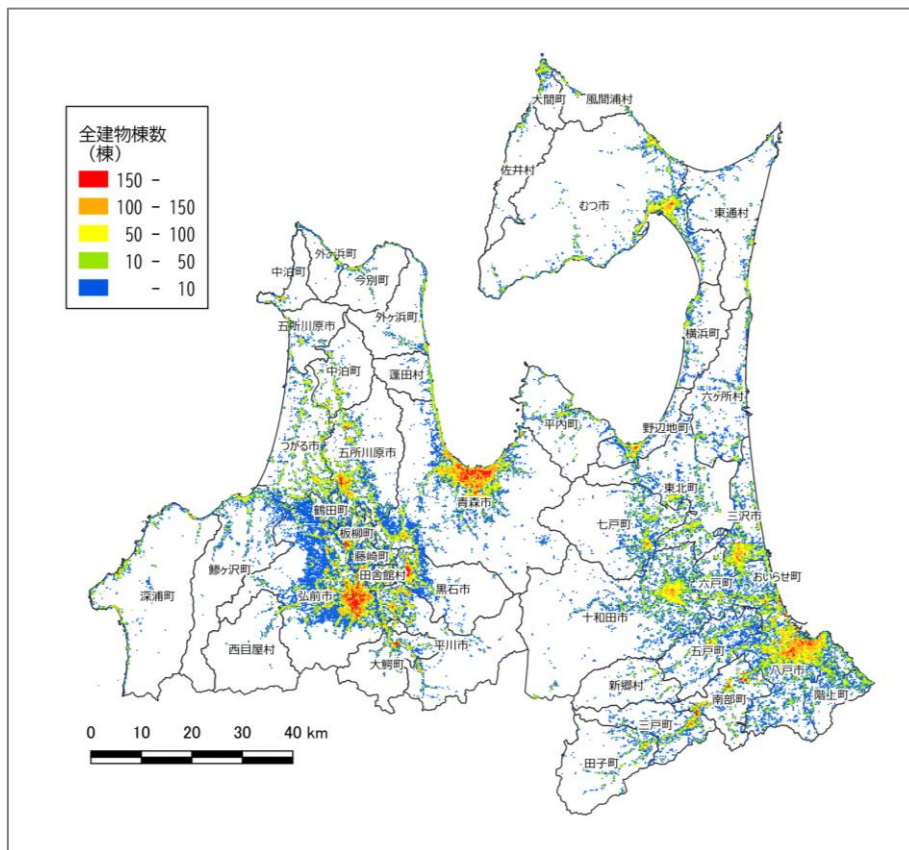 全建物棟数
(棟)
150 -
100 - 150
50 - 100
10 - 50
- 10
大間町
風間浦村
佐井村
むつ市
東通村
外ヶ浜町
中泊町
今別町
五所川原市
外ヶ浜町
中泊町
蓬田村
横浜町
六ヶ所村
平内町
野辺地町
つがる市
五所川原市
青森市
東北町
七戸町
三沢市
鶴田町
板柳町
藤崎町
田舎館村
鰺ヶ沢町
深浦町
弘前市
黒石市
六戸町
おいらせ町
十和田市
西目屋村
平川市
大鰐町
五戸町
八戸市
新郷村
南部町
階上町
三戸町
田子町
0 10 20 30 40 km